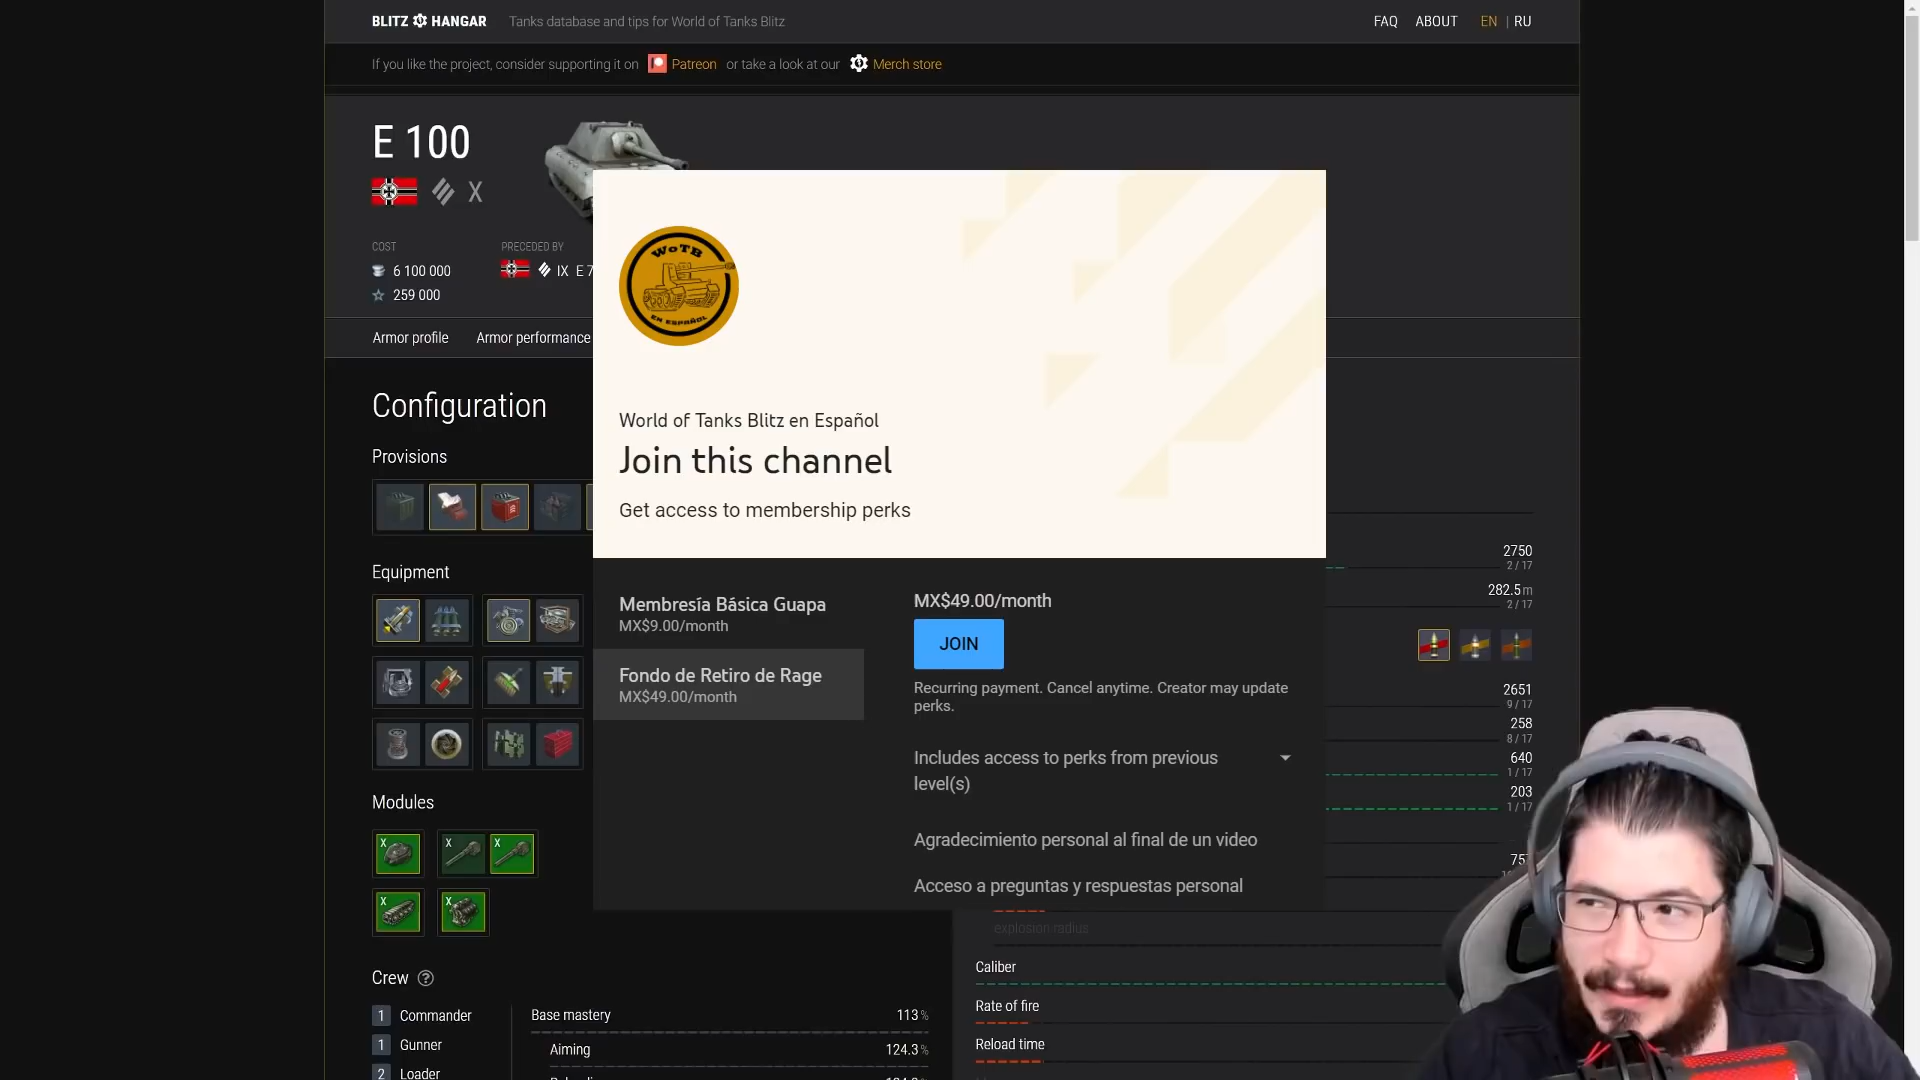 BLITZ HANGAR
Tanks database and tips for World of Tanks Blitz
FAQ
ABOUT
EN | RU
If you like the project, consider supporting it on Patreon or take a look at our Merch store
E 100
X
COST
PRECEDED BY
6 100 000
IX E 7
259 000
Armor profile
Armor performance
Configuration
Provisions
Equipment
Modules
X
X
X
X
X
Crew ?
1 Commander
1 Gunner
2 Loader
Base mastery
113 %
Aiming
124.3 %
WoTB
EN ESPAÑOL
World of Tanks Blitz en Español
Join this channel
Get access to membership perks
Membresía Básica Guapa
MX$9.00/month
Fondo de Retiro de Rage
MX$49.00/month
MX$49.00/month
JOIN
Recurring payment. Cancel anytime. Creator may update
perks.
Includes access to perks from previous
level(s)
Agradecimiento personal al final de un video
Acceso a preguntas y respuestas personal
2750
2 / 17
282.5 m
2 / 17
2651
9 / 17
258
8 / 17
640
1 / 17
203
1 / 17
explosion radius
Caliber
Rate of fire
Reload time